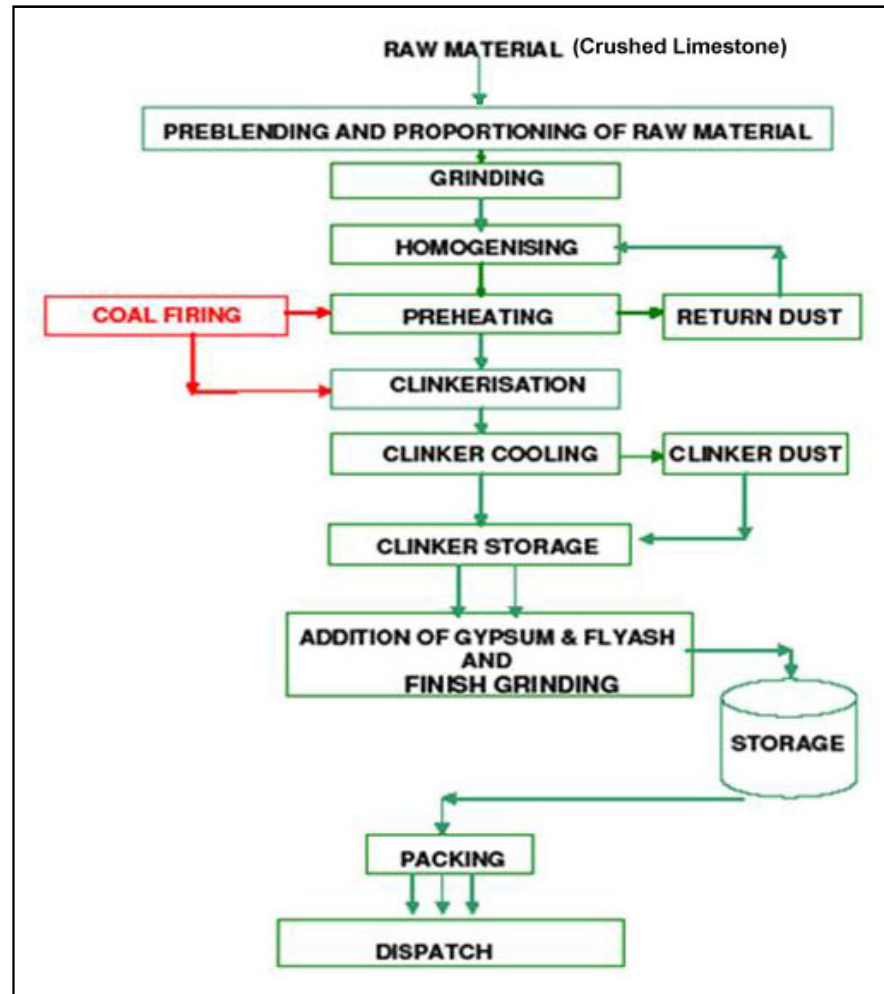 RAW MATERIAL (Crushed Limestone)
PREBLENDING AND PROPORTIONING OF RAW MATERIAL
GRINDING
HOMOGENISING
COAL FIRING
PREHEATING
RETURN DUST
CLINKERISATION
CLINKER COOLING
CLINKER DUST
CLINKER STORAGE
ADDITION OF GYPSUM & FLYASH
AND
FINISH GRINDING
STORAGE
PACKING
DISPATCH